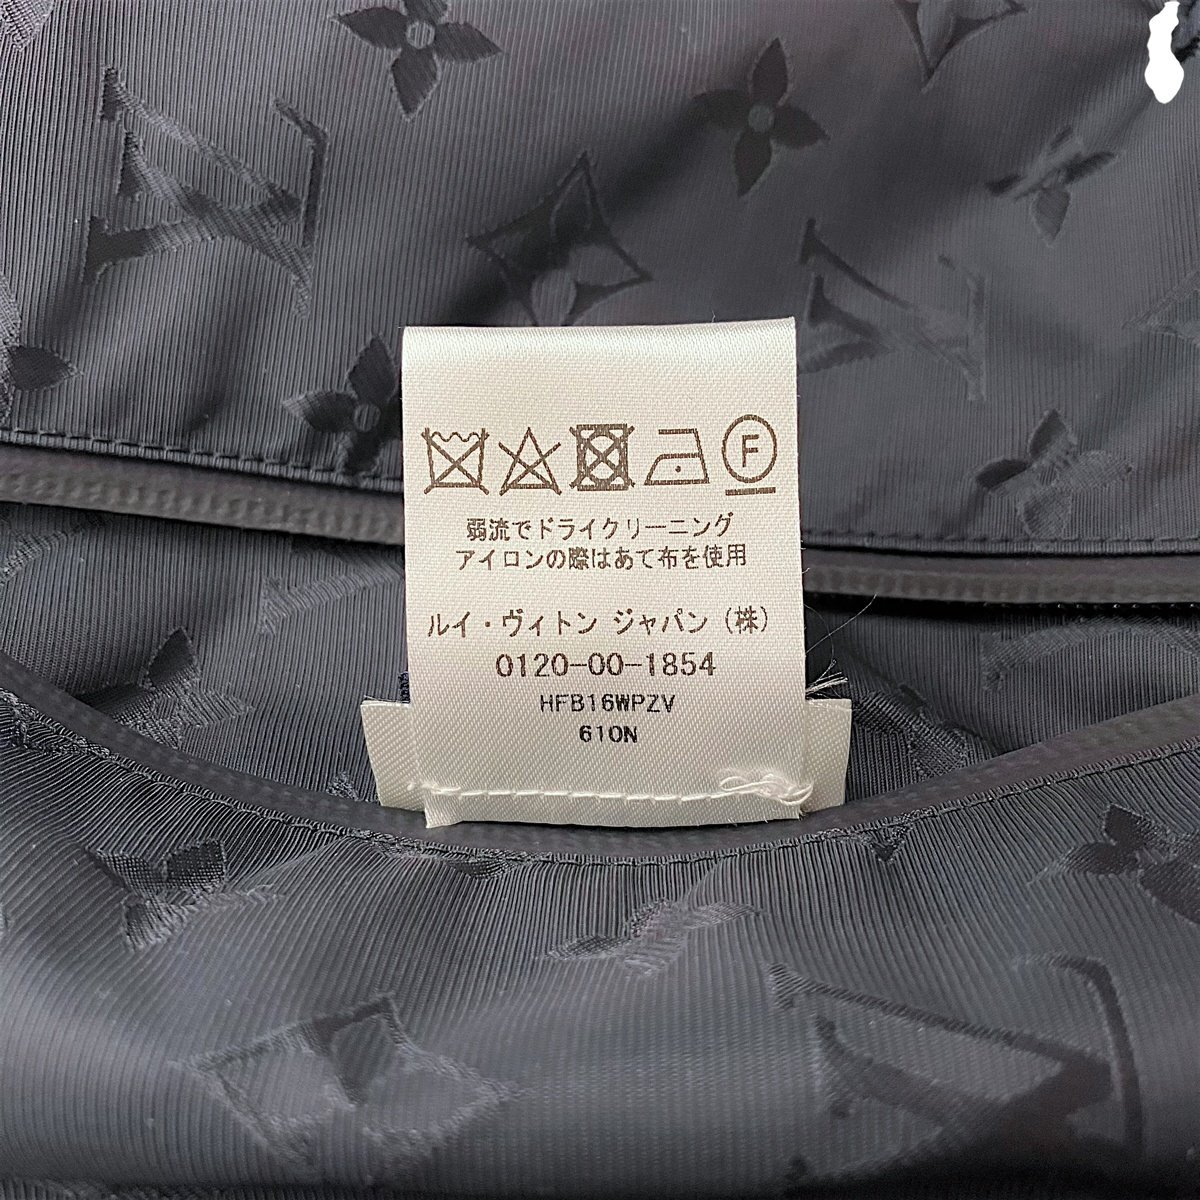 F
弱流でドライクリーニング
アイロンの際はあて布を使用
ルイ・ヴィトン ジャパン (株)
0120-00-1854
HFB16WPZV
610N